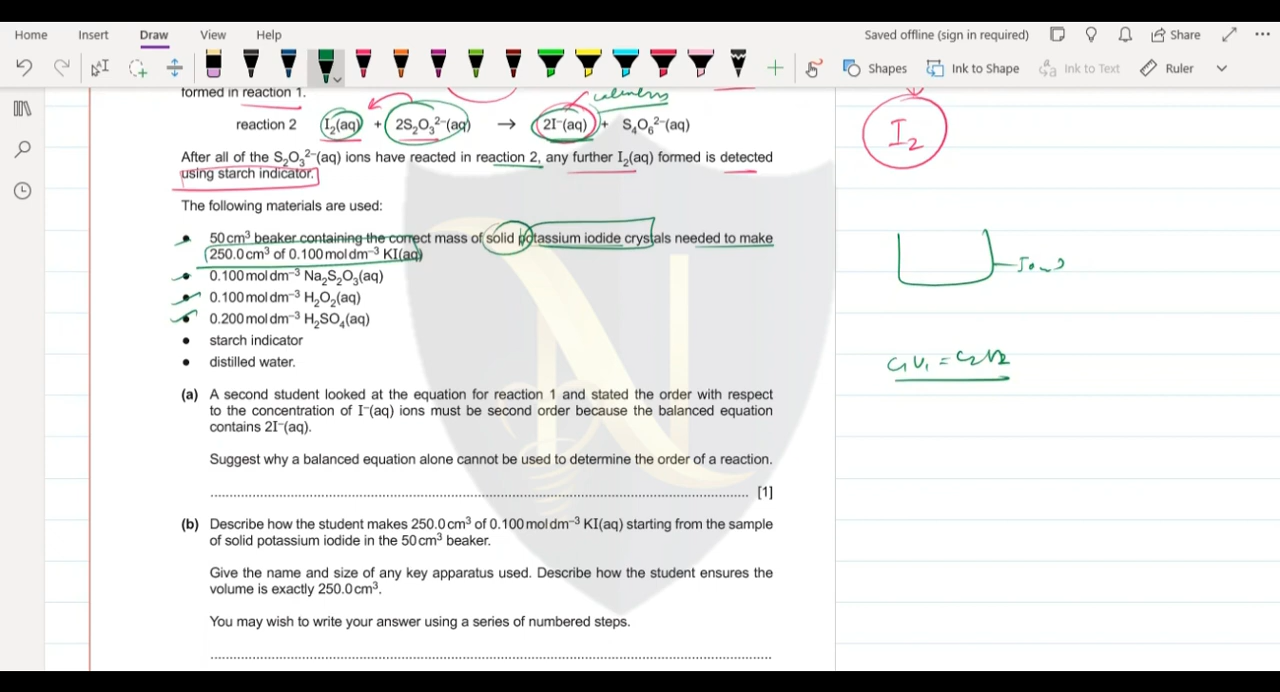 Home Insert Draw View Help Saved offline (sign in required) Share
Shapes Ink to Shape Ink to Text Ruler
formed in reaction 1.
reaction 2 I₂(aq) + 2S₂O₃²⁻(aq) → 2I⁻(aq) + S₄O₆²⁻(aq)
I₂
After all of the S₂O₃²⁻(aq) ions have reacted in reaction 2, any further I₂(aq) formed is detected
using starch indicator.
The following materials are used:
• 50 cm³ beaker containing the correct mass of solid potassium iodide crystals needed to make
250.0 cm³ of 0.100 mol dm⁻³ KI(aq)
• 0.100 mol dm⁻³ Na₂S₂O₃(aq)
• 0.100 mol dm⁻³ H₂O₂(aq)
• 0.200 mol dm⁻³ H₂SO₄(aq)
• starch indicator
• distilled water.
C₁V₁ = C₂V₂
(a) A second student looked at the equation for reaction 1 and stated the order with respect
to the concentration of I⁻(aq) ions must be second order because the balanced equation
contains 2I⁻(aq).
Suggest why a balanced equation alone cannot be used to determine the order of a reaction.
[1]
(b) Describe how the student makes 250.0 cm³ of 0.100 mol dm⁻³ KI(aq) starting from the sample
of solid potassium iodide in the 50 cm³ beaker.
Give the name and size of any key apparatus used. Describe how the student ensures the
volume is exactly 250.0 cm³.
You may wish to write your answer using a series of numbered steps.